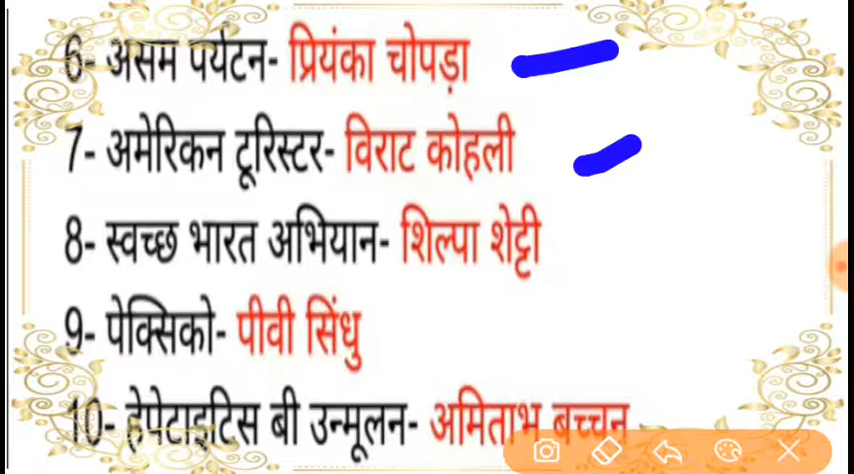 6- असम पर्यटन- प्रियंका चोपड़ा
7- अमेरिकन टूरिस्टर- विराट कोहली
8- स्वच्छ भारत अभियान- शिल्पा शेट्टी
9- पेक्सिको- पीवी सिंधु
10- हेपेटाइटिस बी उन्मूलन- अमिताभ बच्चन